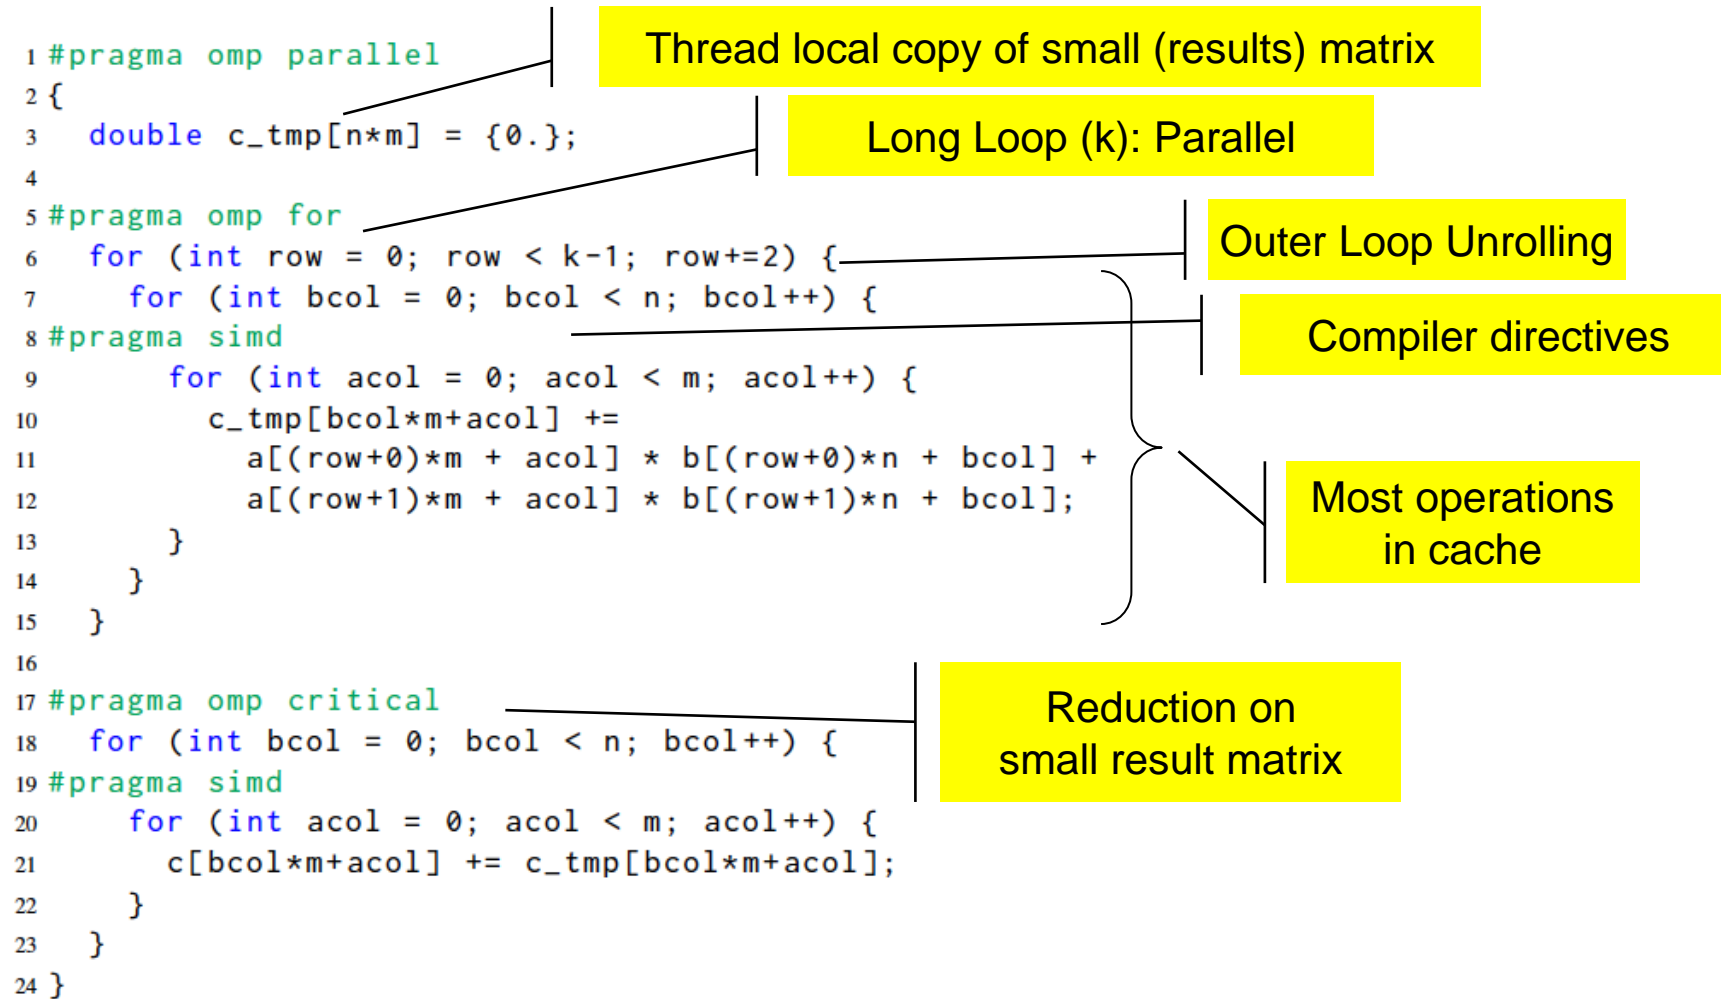 Thread local copy of small (results) matrix
1 #pragma omp parallel
2 {
Long Loop (k): Parallel
3 double c_tmp[n*m] = {0.};
4
5 #pragma omp for
Outer Loop Unrolling
6 for (int row = 0; row < k-1; row+=2) {
7 for (int bcol = 0; bcol < n; bcol++) {
Compiler directives
8 #pragma simd
9 for (int acol = 0; acol < m; acol++) {
10 c_tmp[bcol*m+acol] +=
11 a[(row+0)*m + acol] * b[(row+0)*n + bcol] +
12 a[(row+1)*m + acol] * b[(row+1)*n + bcol];
Most operations
in cache
13 }
14 }
15 }
16
17 #pragma omp critical
Reduction on
small result matrix
18 for (int bcol = 0; bcol < n; bcol++) {
19 #pragma simd
20 for (int acol = 0; acol < m; acol++) {
21 c[bcol*m+acol] += c_tmp[bcol*m+acol];
22 }
23 }
24 }